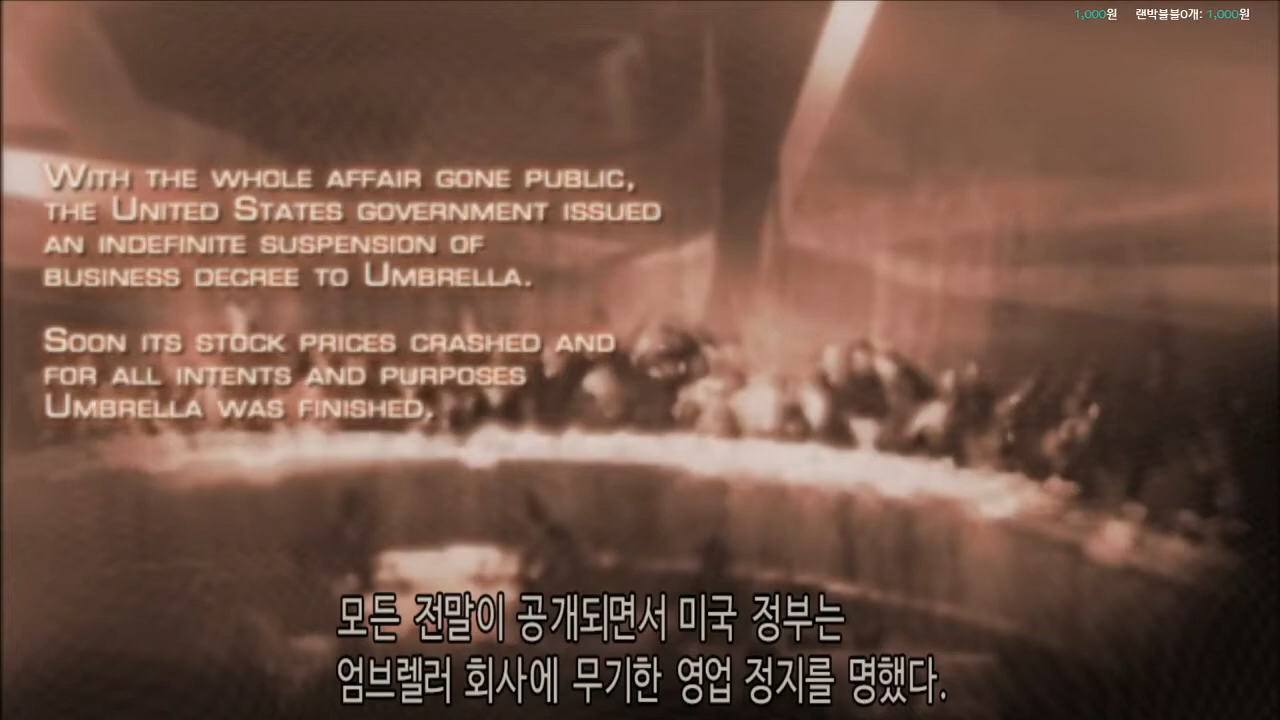 1,000원 랜박블불0개: 1,000원
With the whole affair gone public,
the United States government issued
an indefinite suspension of
business decree to Umbrella.
Soon its stock prices crashed and
for all intents and purposes
Umbrella was finished.
모든 전말이 공개되면서 미국 정부는
엄브렐러 회사에 무기한 영업 정지를 명했다.